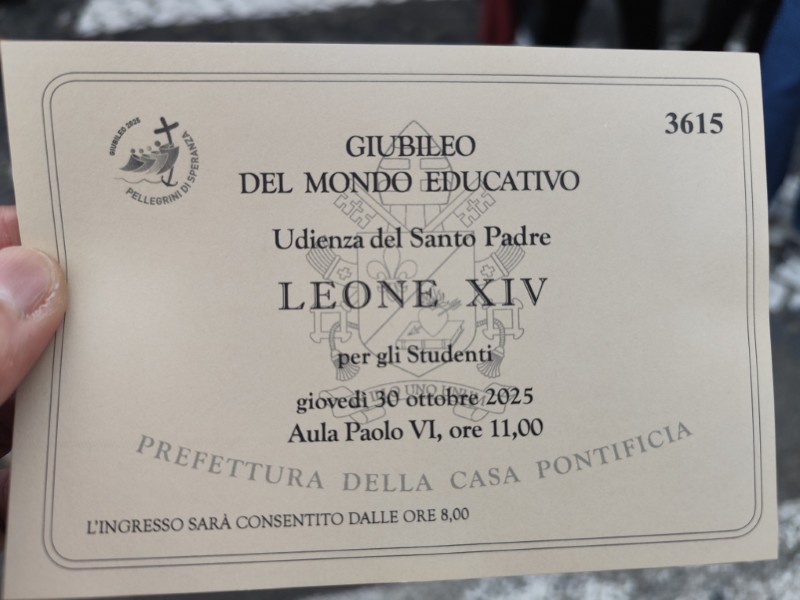 GIUBILEO 2025
PELLEGRINI DI SPERANZA
3615
GIUBILEO
DEL MONDO EDUCATIVO
Udienza del Santo Padre
LEONE XIV
per gli Studenti
giovedì 30 ottobre 2025
Aula Paolo VI, ore 11,00
PREFETTURA DELLA CASA PONTIFICIA
L'INGRESSO SARÀ CONSENTITO DALLE ORE 8,00